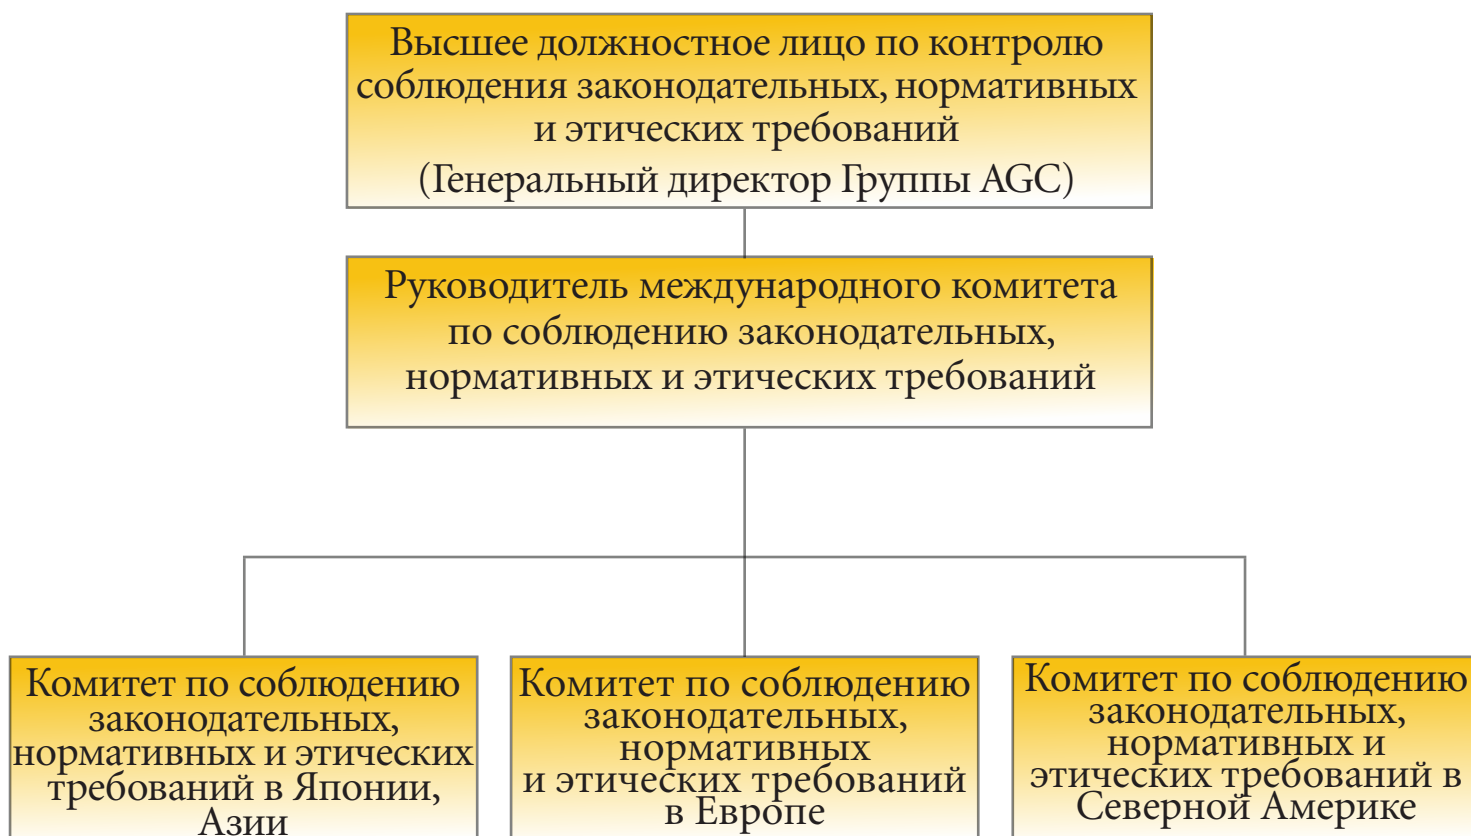 Высшее должностное лицо по контролю
соблюдения законодательных, нормативных
и этических требований
(Генеральный директор Группы AGC)
Руководитель международного комитета
по соблюдению законодательных,
нормативных и этических требований
Комитет по соблюдению
законодательных,
нормативных и этических
требований в Японии,
Азии
Комитет по соблюдению
законодательных,
нормативных
и этических требований
в Европе
Комитет по соблюдению
законодательных,
нормативных и
этических требований в
Северной Америке